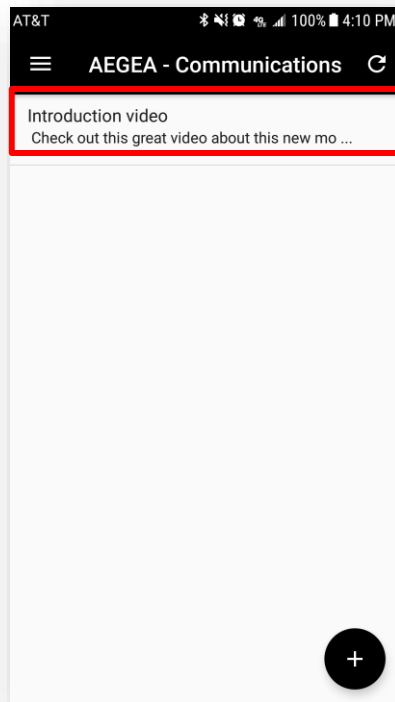 AT&T 100% 4:10 PM
AEGEA - Communications
Introduction video
Check out this great video about this new mo ...
+